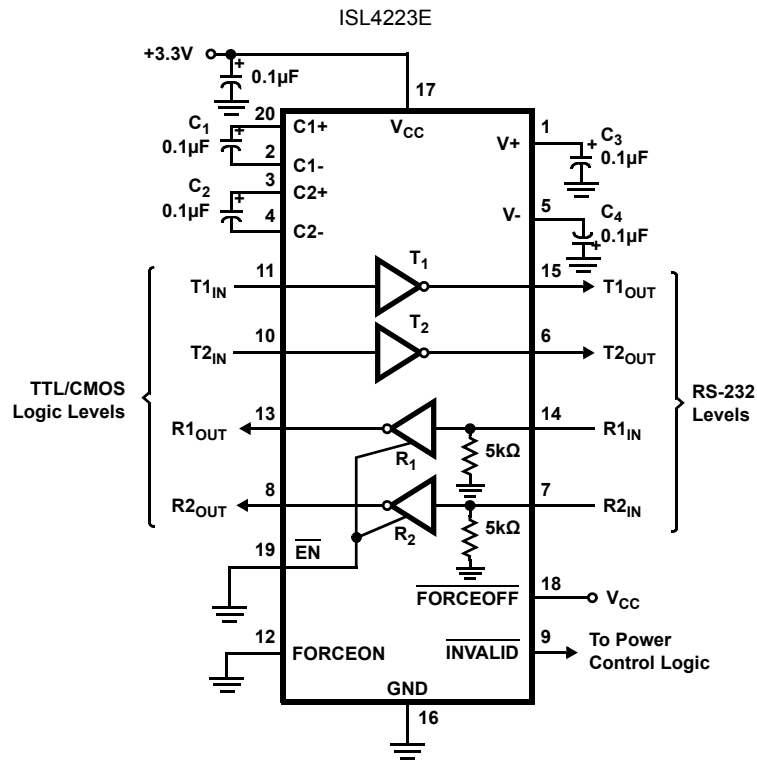 ISL4223E
+3.3V
+
0.1µF
17
20
C1+
VCC
1
V+
C1
0.1µF
+
2
C1-
+
C3
0.1µF
3
C2+
C2
0.1µF
+
4
C2-
5
V-
C4
0.1µF
+
T1IN
11
T1
15
T1OUT
T2IN
10
T2
6
T2OUT
TTL/CMOS
Logic Levels
RS-232
Levels
R1OUT
13
R1
14
R1IN
5kΩ
R2OUT
8
R2
7
R2IN
5kΩ
19
EN
FORCEOFF
18
VCC
12
FORCEON
INVALID
9
To Power
Control Logic
GND
16